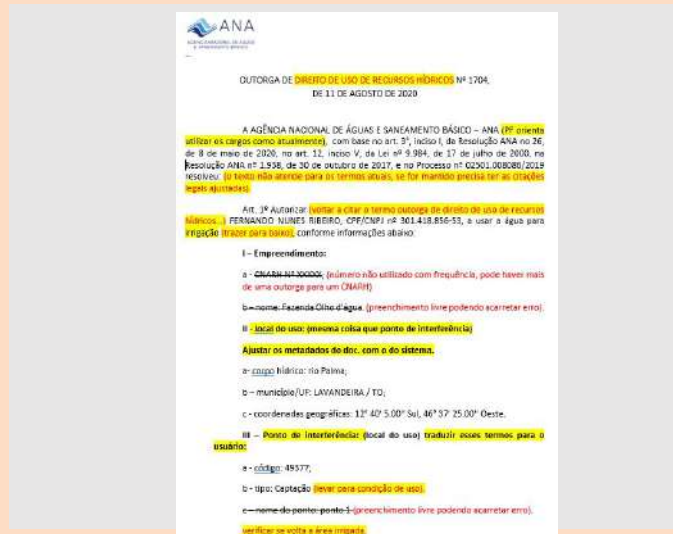 ANA
AGÊNCIA NACIONAL DE ÁGUAS
E SANEAMENTO BÁSICO
OUTORGA DE DIREITO DE USO DE RECURSOS HÍDRICOS Nº 1704,
DE 11 DE AGOSTO DE 2020
A AGÊNCIA NACIONAL DE ÁGUAS E SANEAMENTO BÁSICO – ANA (PF orienta
utilizar os cargos como atualmente), com base no art. 3°, inciso I, da Resolução ANA no 26,
de 8 de maio de 2020, no art. 12, inciso V, da Lei nº 9.984, de 17 de julho de 2000, na
Resolução ANA nº 1.938, de 30 de outubro de 2017, e no Processo nº 02501.008086/2019
resolveu: (o texto não atende para os termos atuais, se for mantido precisa ter as citações
legais ajustadas).
Art. 1º Autorizar (voltar a citar o termo outorga de direito de uso de recursos
hídricos...) FERNANDO NUNES RIBEIRO, CPF/CNPJ nº 301.418.856-53, a usar a água para
irrigação (trazer para baixo), conforme informações abaixo:
I – Empreendimento:
a - CNARH Nº XXXXX, (número não utilizado com frequência, pode haver mais
de uma outorga para um CNARH)
b – nome: Fazenda Olho d'água. (preenchimento livre podendo acarretar erro).
II - local do uso: (mesma coisa que ponto de interferência)
Ajustar os metadados do doc. com o do sistema.
a- corpo hídrico: rio Palma;
b – município/UF: LAVANDEIRA / TO;
c - coordenadas geográficas: 12° 40' 5.00" Sul, 46° 37' 25.00" Oeste.
III – Ponto de interferência: (local do uso) traduzir esses termos para o
usuário:
a - código: 49377;
b - tipo: Captação (levar para condição de uso).
c – nome do ponto: ponto 1 (preenchimento livre podendo acarretar erro).
verificar se volta a área irrigada.